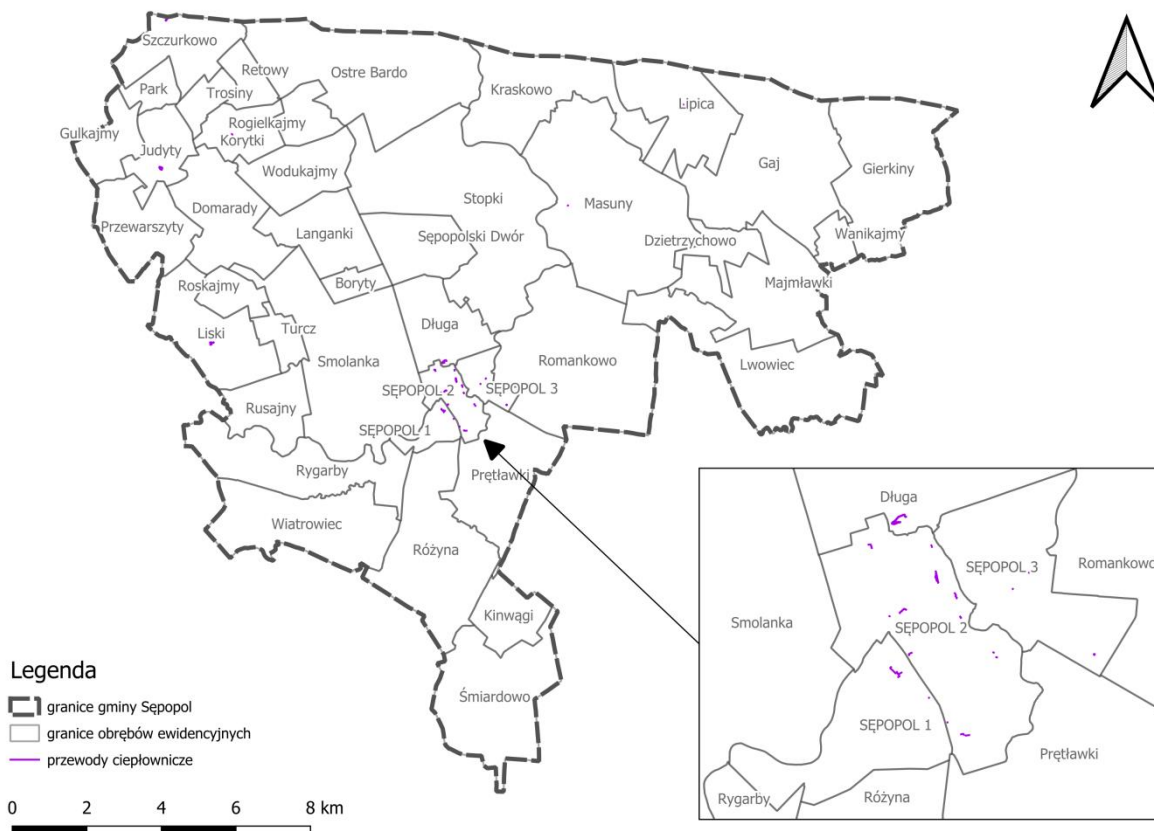 Szczurkowo
Retowy
Ostre Bardo
Kraskowo
Park
Trosiny
Lipica
Rogielkajmy
Gulkajmy
Korytki
Judyty
Wodukajmy
Gaj
Gierkiny
Stopki
Masuny
Domarady
Przewarszyty
Langanki
Sępopolski Dwór
Dzietrzychowo
Wanikajmy
Roskajmy
Boryty
Majmławki
Długa
Liski
Turcz
Smolanka
Romankowo
Lwowiec
SĘPOPOL 2
SĘPOPOL 3
Rusajny
SĘPOPOL 1
Rygarby
Prętławki
Wiatrowiec
Różyna
Kinwągi
Śmiardowo
Długa
SĘPOPOL 3
Romankowo
Smolanka
SĘPOPOL 2
SĘPOPOL 1
Prętławki
Rygarby
Różyna
Legenda
granice gminy Sępopol
granice obrębów ewidencyjnych
przewody ciepłownicze
0 2 4 6 8 km